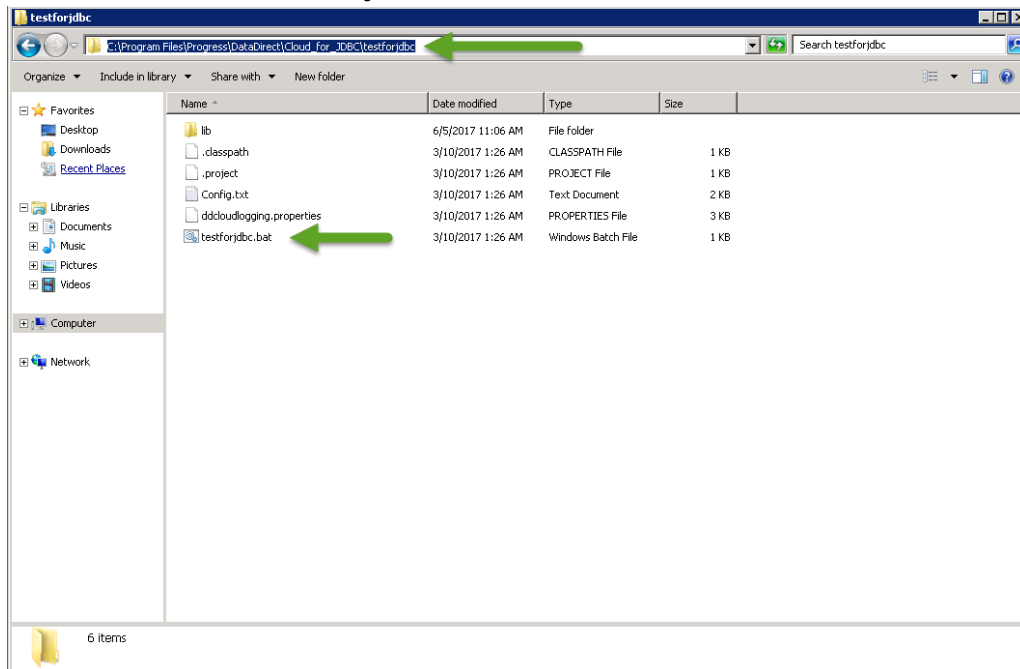 testforjdbc
C:\Program Files\Progress\DataDirect\Cloud_for_JDBC\testforjdbc
Search testforjdbc
Organize Include in library Share with New folder
Favorites
Desktop
Downloads
Recent Places
Libraries
Documents
Music
Pictures
Videos
Computer
Network
Name Date modified Type Size
lib 6/5/2017 11:06 AM File folder
.classpath 3/10/2017 1:26 AM CLASSPATH File 1 KB
.project 3/10/2017 1:26 AM PROJECT File 1 KB
Config.txt 3/10/2017 1:26 AM Text Document 2 KB
ddcloudlogging.properties 3/10/2017 1:26 AM PROPERTIES File 3 KB
testforjdbc.bat 3/10/2017 1:26 AM Windows Batch File 1 KB
6 items